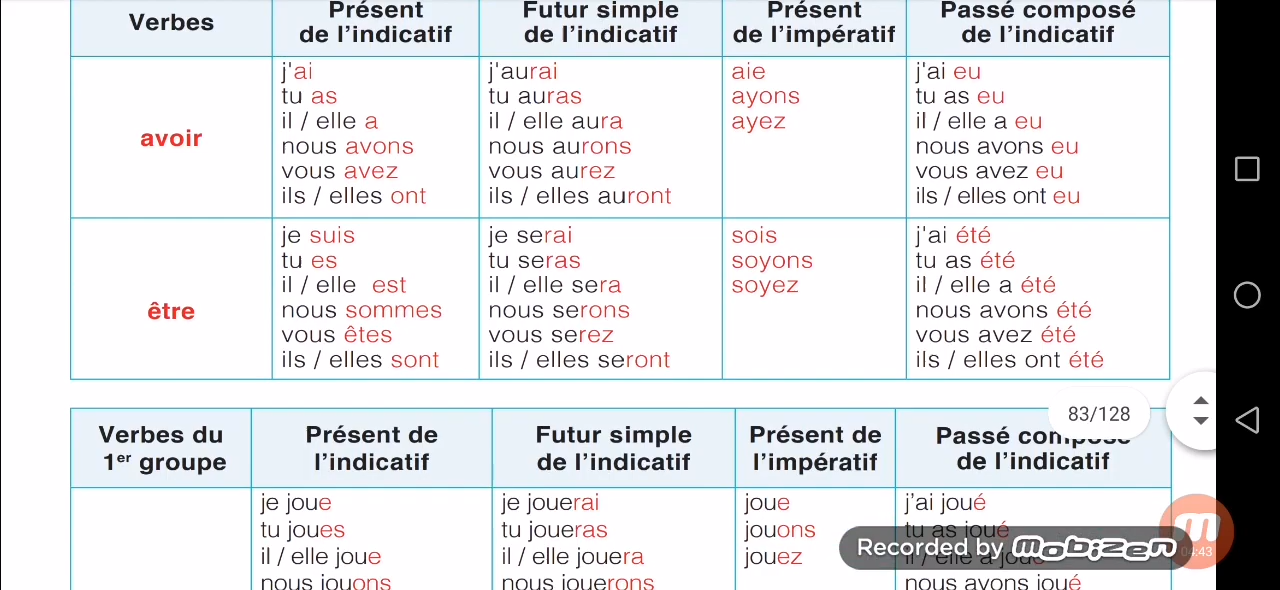 Verbes
Présent
de l'indicatif
Futur simple
de l'indicatif
Présent
de l'impératif
Passé composé
de l'indicatif
avoir
j'ai
tu as
il / elle a
nous avons
vous avez
ils / elles ont
j'aurai
tu auras
il / elle aura
nous aurons
vous aurez
ils / elles auront
aie
ayons
ayez
j'ai eu
tu as eu
il / elle a eu
nous avons eu
vous avez eu
ils / elles ont eu
être
je suis
tu es
il / elle est
nous sommes
vous êtes
ils / elles sont
je serai
tu seras
il / elle sera
nous serons
vous serez
ils / elles seront
sois
soyons
soyez
j'ai été
tu as été
il / elle a été
nous avons été
vous avez été
ils / elles ont été
83/128
Verbes du
1er groupe
Présent de
l'indicatif
Futur simple
de l'indicatif
Présent de
l'impératif
Passé composé
de l'indicatif
je joue
tu joues
il / elle joue
nous jouons
je jouerai
tu joueras
il / elle jouera
nous jouerons
joue
jouons
jouez
j'ai joué
tu as joué
il / elle a joué
nous avons joué
Recorded by mobizen
04:43